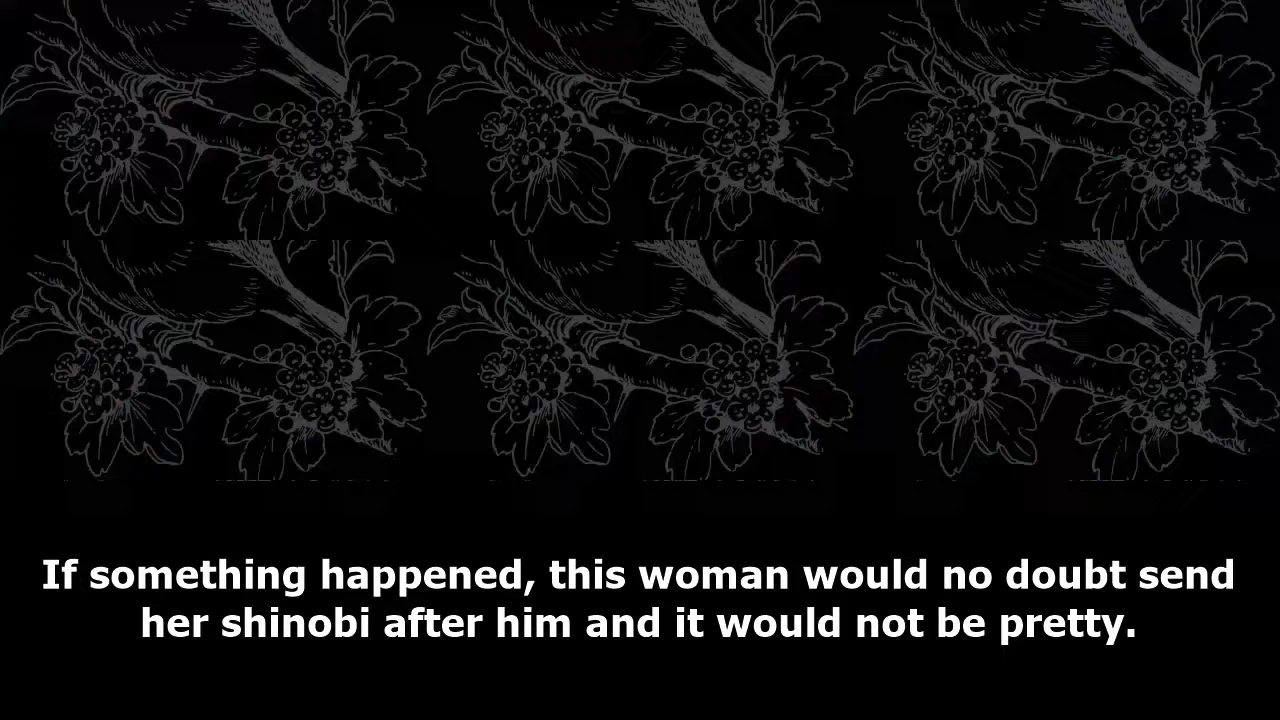 If something happened, this woman would no doubt send
her shinobi after him and it would not be pretty.